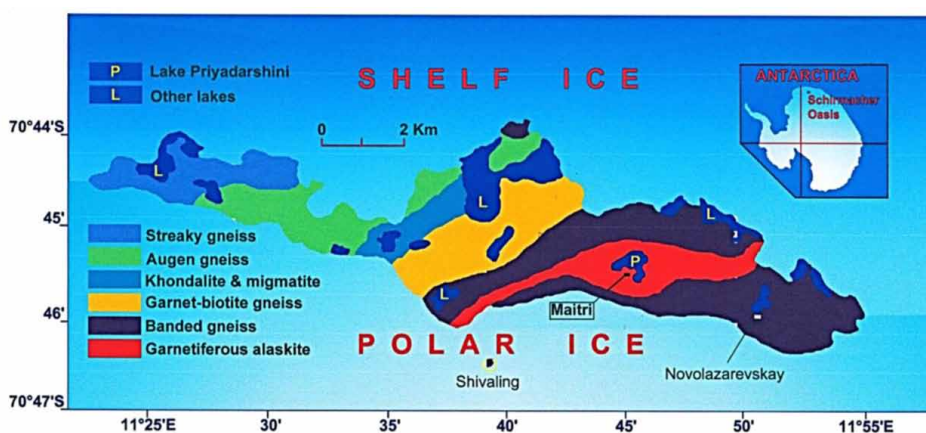 P Lake Priyadarshini
L Other lakes
SHELF ICE
ANTARCTICA
Schirmacher
Oasis
0 2 Km
70°44'
L
L
L
45'
Streaky gneiss
Augen gneiss
Khondalite & migmatite
Garnet-biotite gneiss
Banded gneiss
Garnetiferous alaskite
P
L
Maitri
46'
POLAR ICE
Shivaling
Novolazarevskay
70°47'S
11°25'E 30' 35' 40' 45' 50' 11°55'E